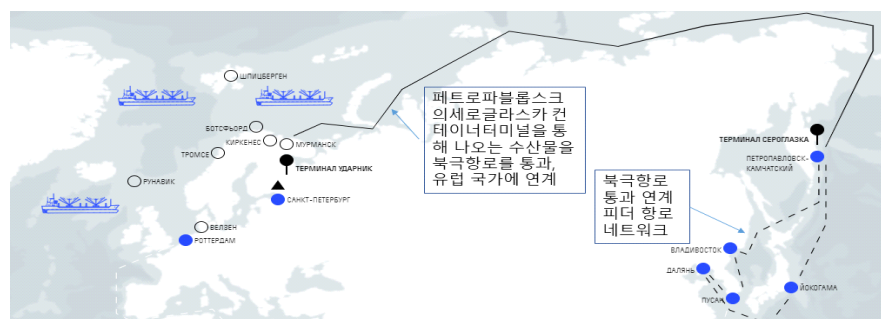 ШПИЦБЕРГЕН
БОТСФЬОРД
КИРКЕНЕС
МУРМАНСК
ТРОМСЕ
ТЕРМИНАЛ УДАРНИК
РУНАВИК
САНКТ-ПЕТЕРБУРГ
ВЕЛЗЕН
РОТТЕРДАМ
페트로파블롭스크
의세로글라스카 컨
테이너터미널을 통
해 나오는 수산물을
북극항로를 통과,
유럽 국가에 연계
북극항로
통과 연계
피더 항로
네트워크
ТЕРМИНАЛ СЕРОГЛАЗКА
ПЕТРОПАВЛОВСК-
КАМЧАТСКИЙ
ВЛАДИВОСТОК
ДАЛЯНЬ
ПУСАН
ЙОКОГАМА